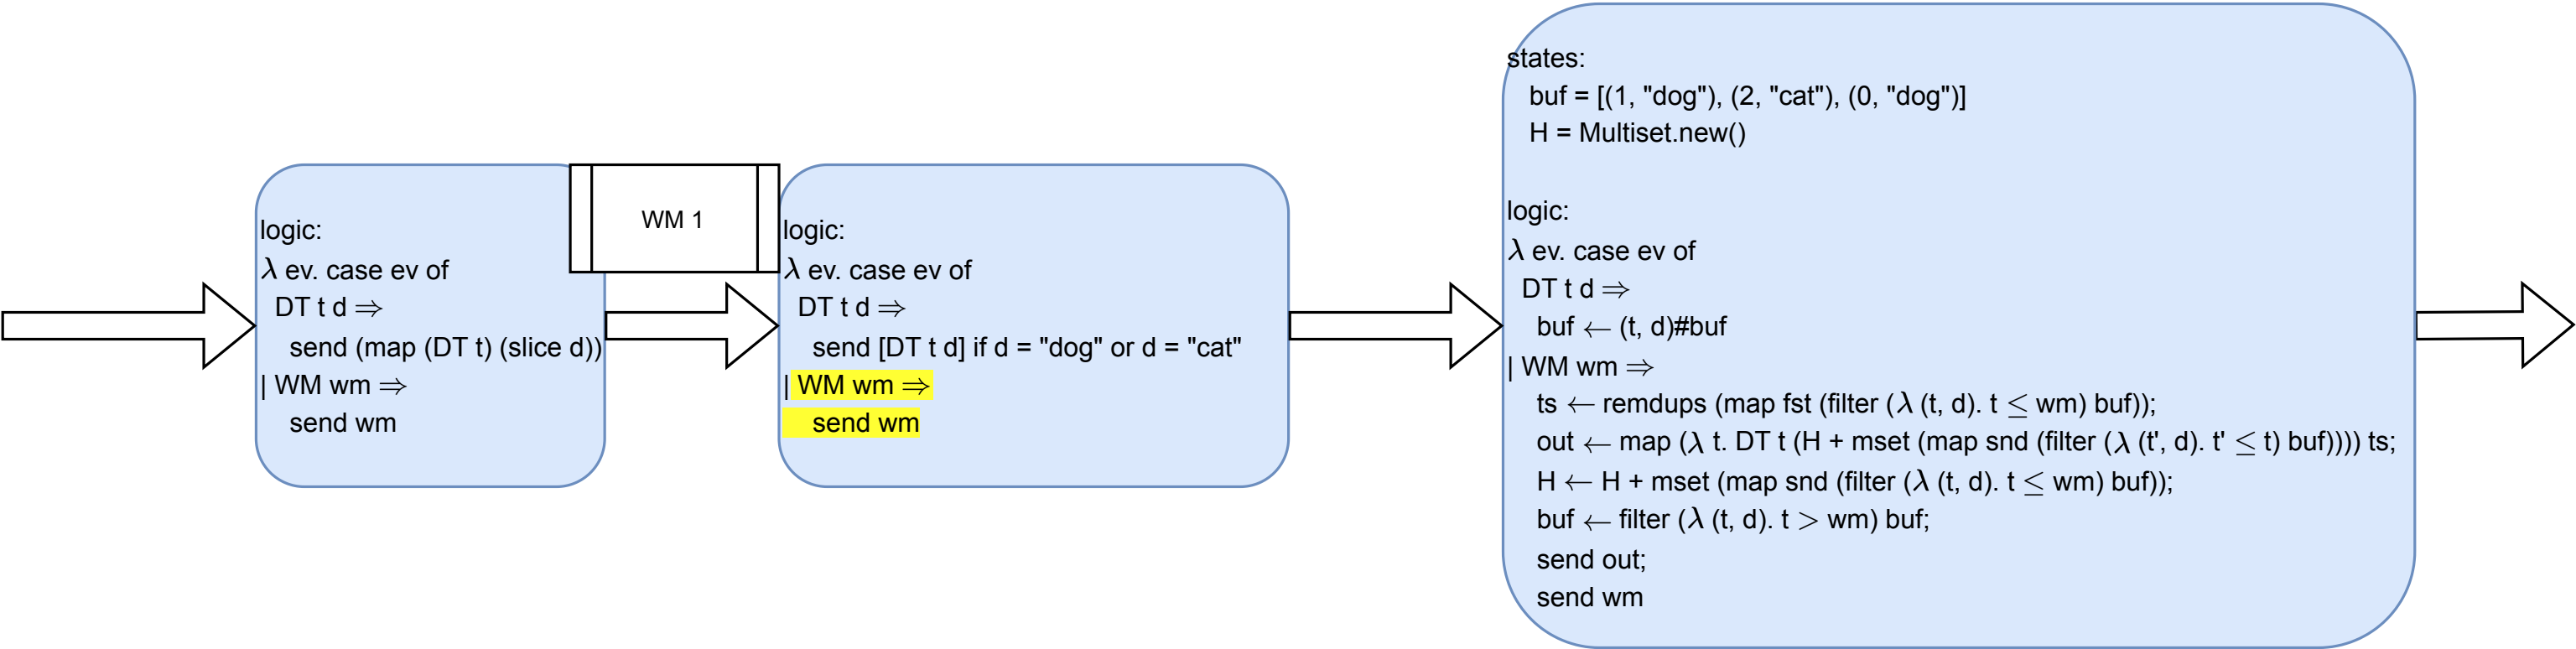 logic:
λ ev. case ev of
DT t d ⇒
send (map (DT t) (slice d))
| WM wm ⇒
send wm
WM 1
logic:
λ ev. case ev of
DT t d ⇒
send [DT t d] if d = "dog" or d = "cat"
| WM wm ⇒
send wm
states:
buf = [(1, "dog"), (2, "cat"), (0, "dog")]
H = Multiset.new()
logic:
λ ev. case ev of
DT t d ⇒
buf ← (t, d)#buf
| WM wm ⇒
ts ← remdups (map fst (filter (λ (t, d). t ≤ wm) buf));
out ← map (λ t. DT t (H + mset (map snd (filter (λ (t', d). t' ≤ t) buf)))) ts;
H ← H + mset (map snd (filter (λ (t, d). t ≤ wm) buf));
buf ← filter (λ (t, d). t > wm) buf;
send out;
send wm